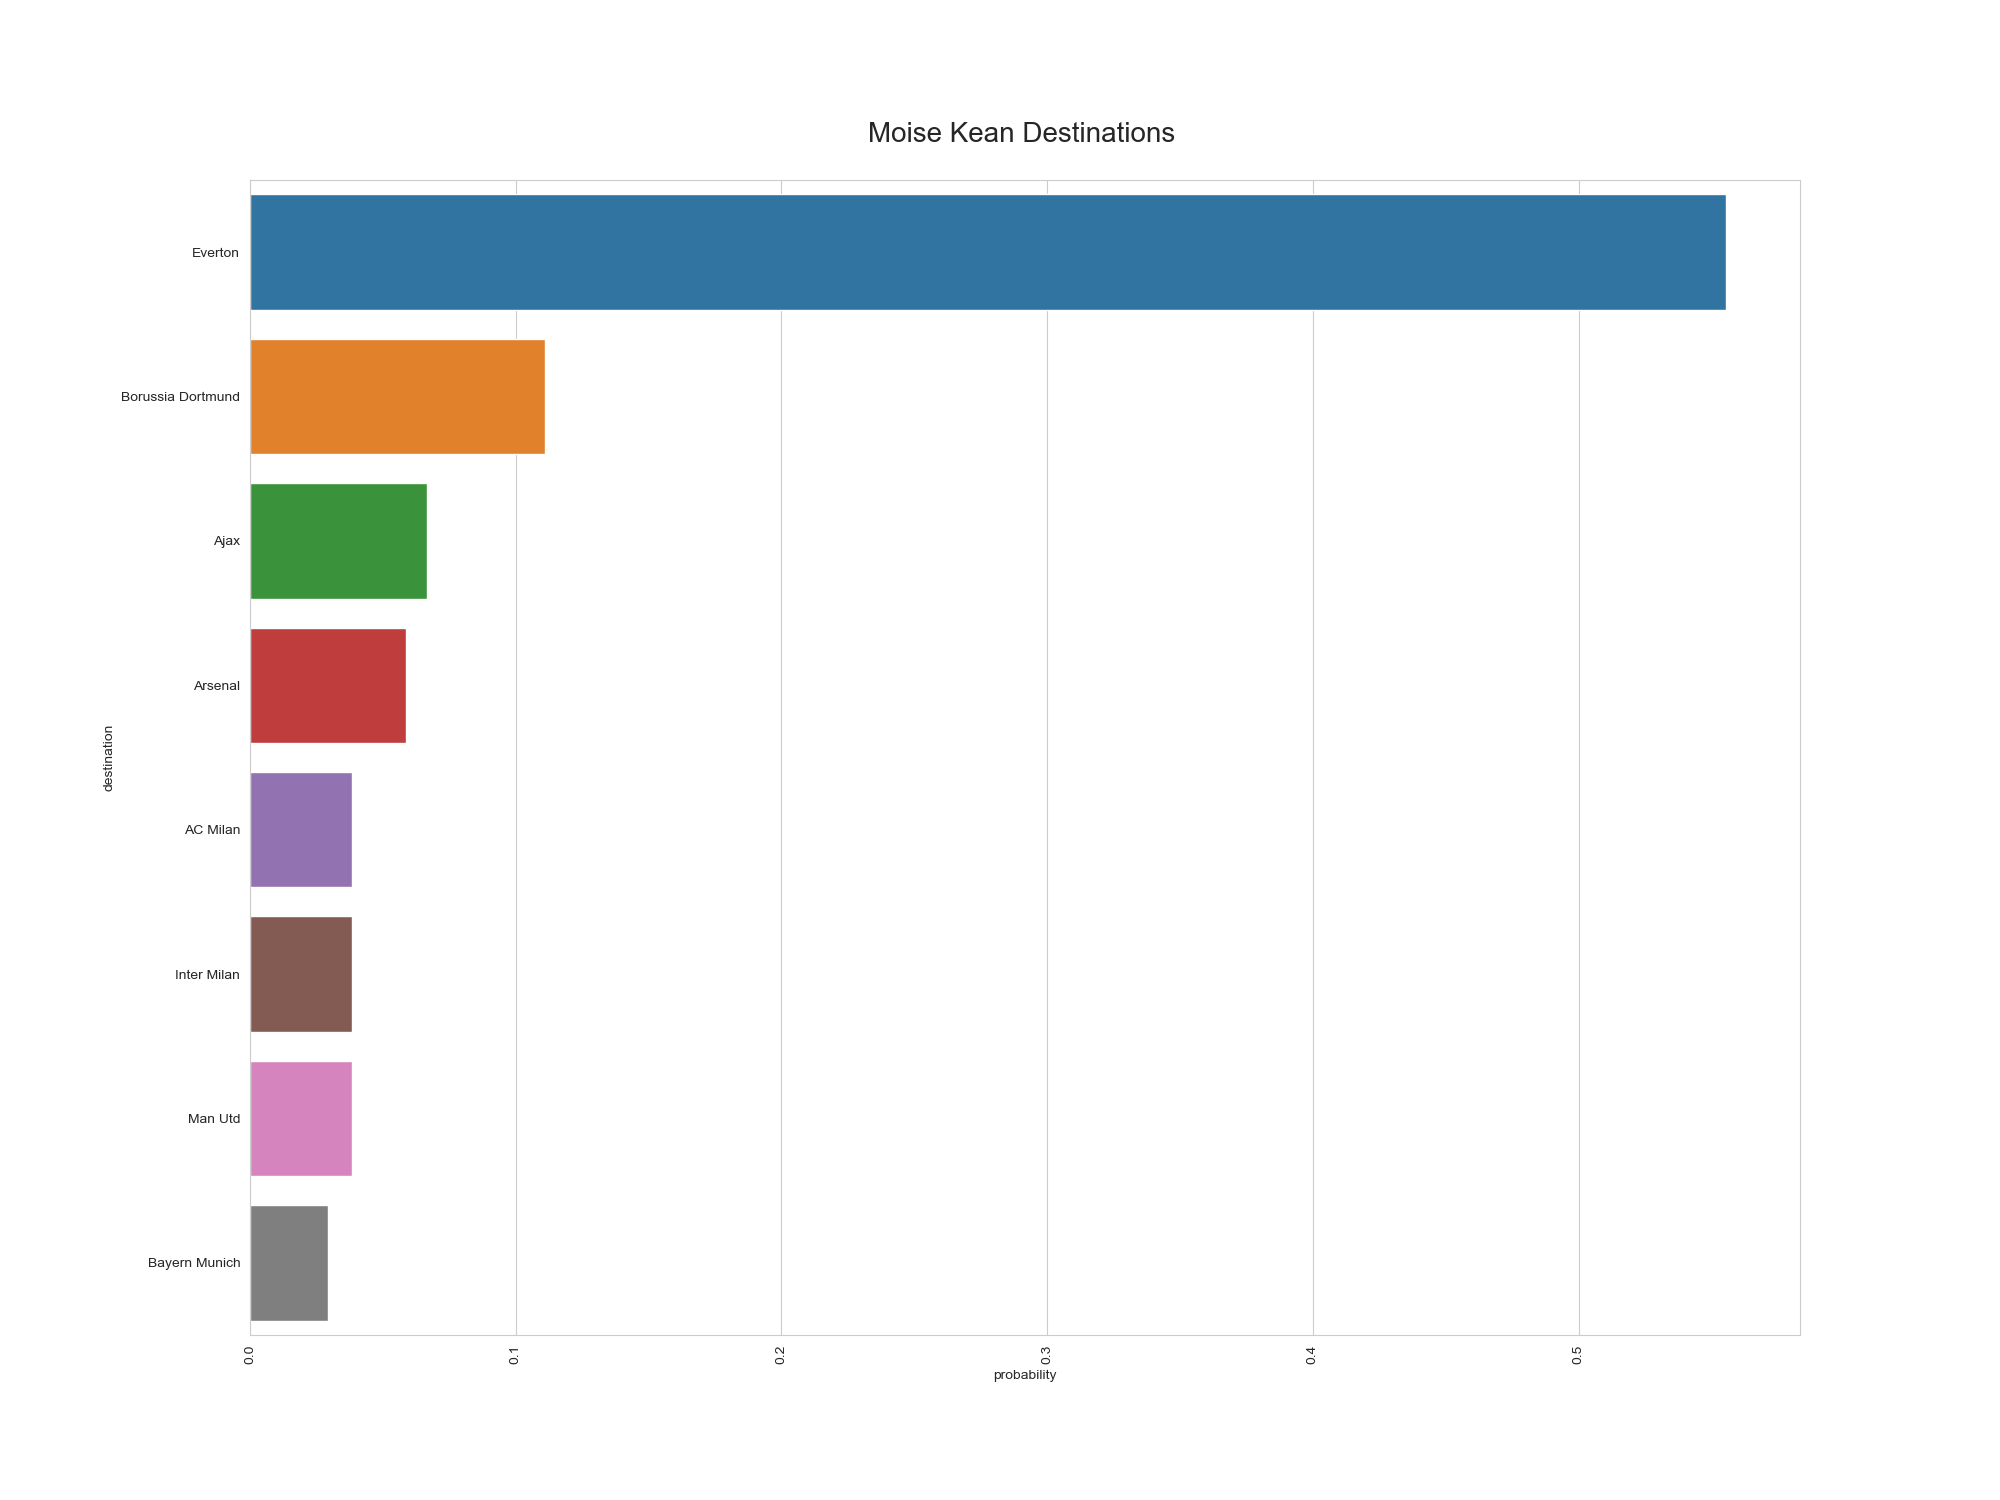 Moise Kean Destinations
Everton
Borussia Dortmund
Ajax
Arsenal
destination
AC Milan
Inter Milan
Man Utd
Bayern Munich
0.0 0.1 0.2 0.3 0.4 0.5
probability